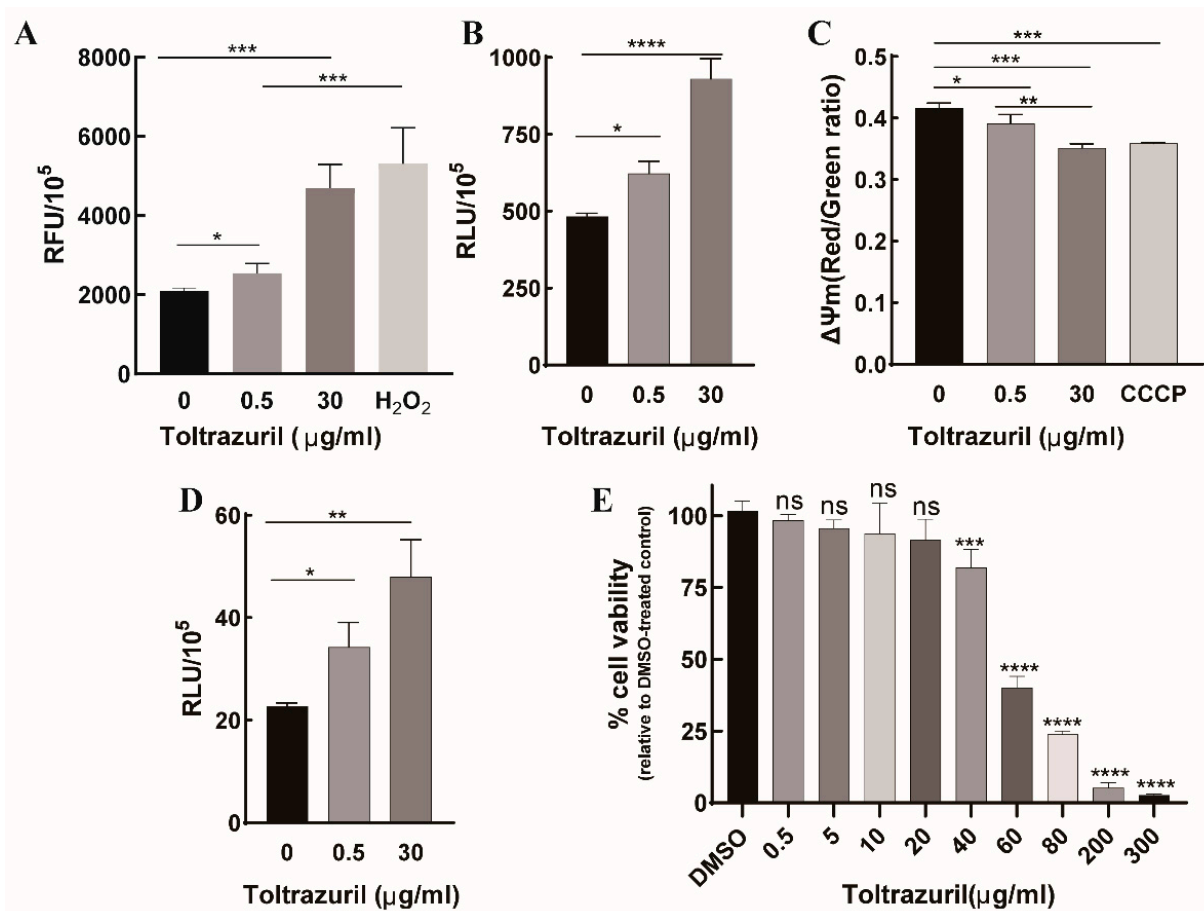 A
***
***
*
8000
6000
4000
2000
0
RFU/10⁵
0 0.5 30 H₂O₂
Toltrazuril ( μg/ml)
B
****
*
1000
750
500
250
0
RLU/10⁵
0 0.5 30
Toltrazuril (μg/ml)
C
***
***
*
**
0.5
0.4
0.3
0.2
0.1
0.0
ΔΨm(Red/Green ratio)
0 0.5 30 CCCP
Toltrazuril (μg/ml)
D
**
*
60
40
20
0
RLU/10⁵
0 0.5 30
Toltrazuril (μg/ml)
E
ns ns ns ns *** **** **** **** ****
100
75
50
25
0
% cell vability
(relative to DMSO-treated control)
DMSO 0.5 5 10 20 40 60 80 200 300
Toltrazuril(μg/ml)